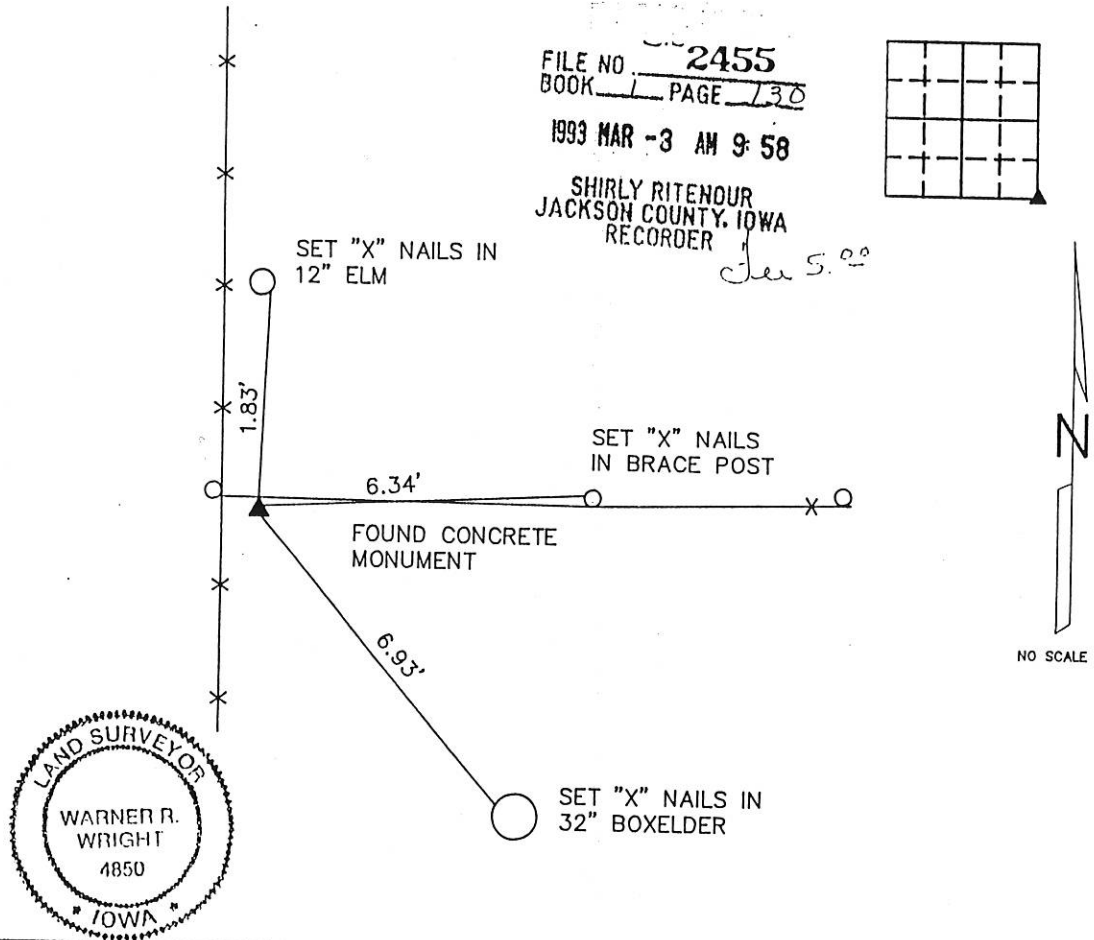 FILE NO 2455
BOOK 1 PAGE 130
1993 MAR -3 AM 9:58
SHIRLY RITENOUR
JACKSON COUNTY, IOWA
RECORDER
5.00
SET "X" NAILS IN
12" ELM
1.83'
SET "X" NAILS
IN BRACE POST
6.34'
FOUND CONCRETE
MONUMENT
6.93'
N
NO SCALE
SET "X" NAILS IN
32" BOXELDER
LAND SURVEYOR
WARNER R.
WRIGHT
4850
* IOWA *